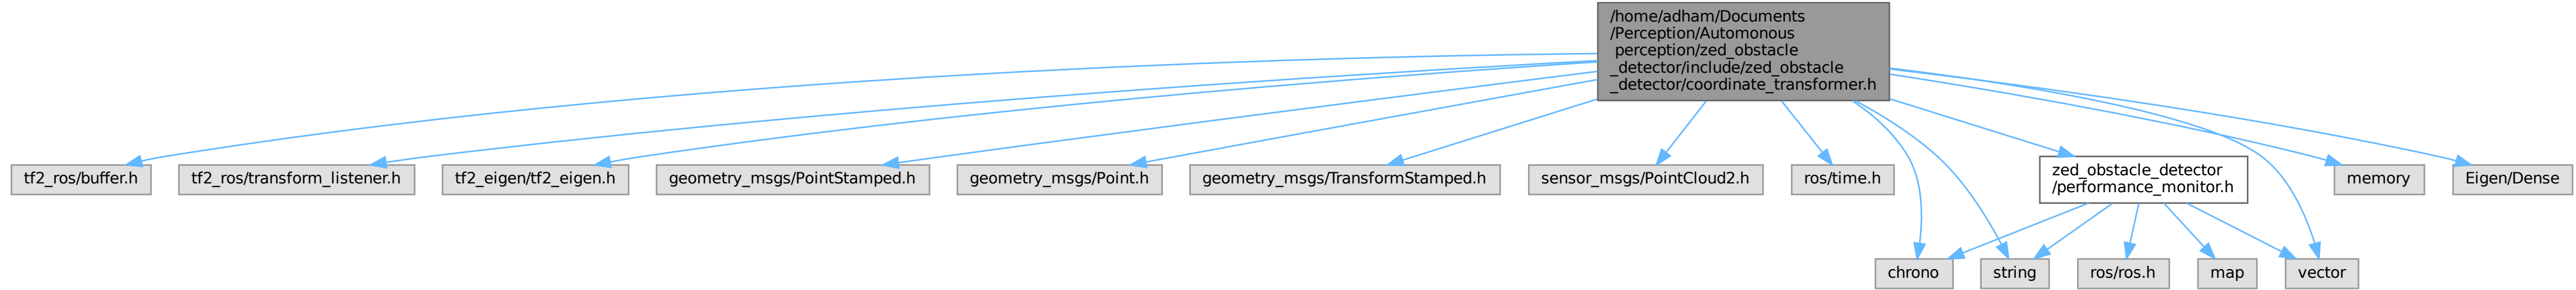 /home/adham/Documents
/Perception/Automonous
perception/zed_obstacle
_detector/include/zed_obstacle
_detector/coordinate_transformer.h
tf2_ros/buffer.h
tf2_ros/transform_listener.h
tf2_eigen/tf2_eigen.h
geometry_msgs/PointStamped.h
geometry_msgs/Point.h
geometry_msgs/TransformStamped.h
sensor_msgs/PointCloud2.h
ros/time.h
zed_obstacle_detector
/performance_monitor.h
memory
Eigen/Dense
chrono
string
ros/ros.h
map
vector